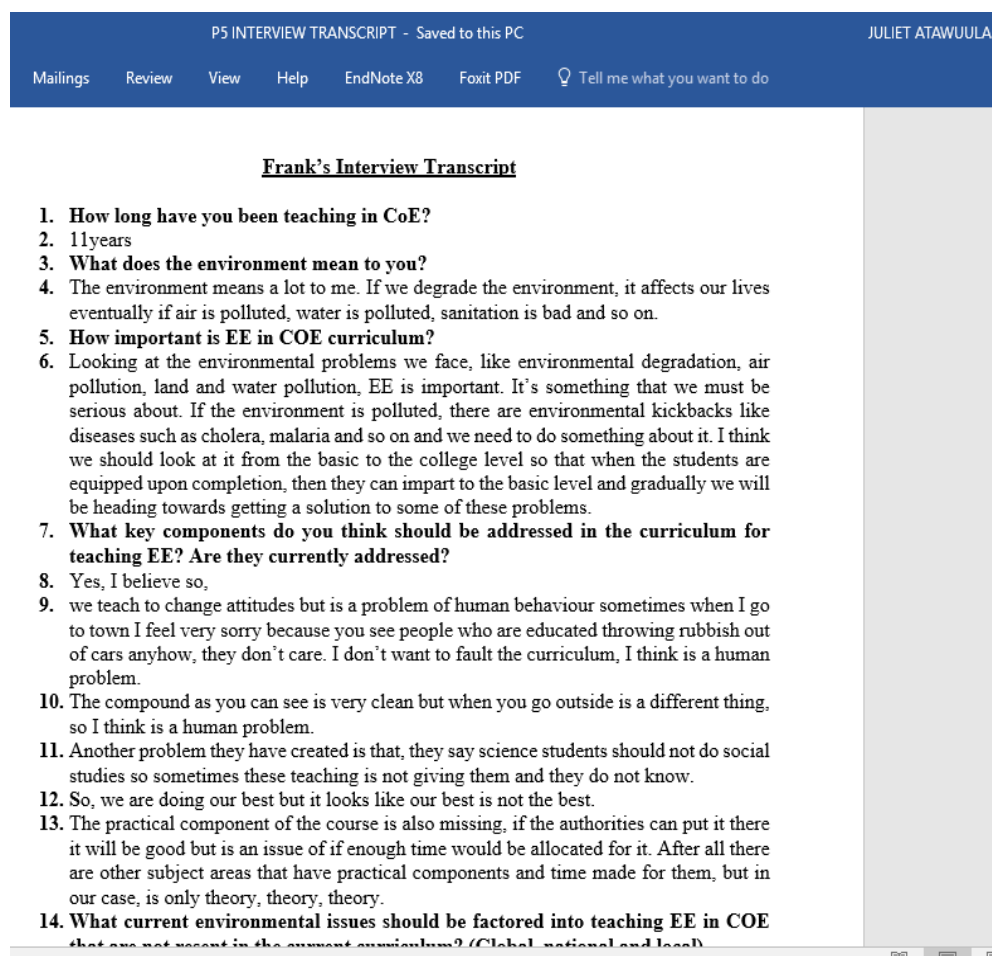 P5 INTERVIEW TRANSCRIPT - Saved to this PC
JULIET ATAWUULA
Mailings Review View Help EndNote X8 Foxit PDF Tell me what you want to do
Frank's Interview Transcript
1. How long have you been teaching in CoE?
2. 11years
3. What does the environment mean to you?
4. The environment means a lot to me. If we degrade the environment, it affects our lives
eventually if air is polluted, water is polluted, sanitation is bad and so on.
5. How important is EE in COE curriculum?
6. Looking at the environmental problems we face, like environmental degradation, air
pollution, land and water pollution, EE is important. It's something that we must be
serious about. If the environment is polluted, there are environmental kickbacks like
diseases such as cholera, malaria and so on and we need to do something about it. I think
we should look at it from the basic to the college level so that when the students are
equipped upon completion, then they can impart to the basic level and gradually we will
be heading towards getting a solution to some of these problems.
7. What key components do you think should be addressed in the curriculum for
teaching EE? Are they currently addressed?
8. Yes, I believe so,
9. we teach to change attitudes but is a problem of human behaviour sometimes when I go
to town I feel very sorry because you see people who are educated throwing rubbish out
of cars anyhow, they don't care. I don't want to fault the curriculum, I think is a human
problem.
10. The compound as you can see is very clean but when you go outside is a different thing,
so I think is a human problem.
11. Another problem they have created is that, they say science students should not do social
studies so sometimes these teaching is not giving them and they do not know.
12. So, we are doing our best but it looks like our best is not the best.
13. The practical component of the course is also missing, if the authorities can put it there
it will be good but is an issue of if enough time would be allocated for it. After all there
are other subject areas that have practical components and time made for them, but in
our case, is only theory, theory, theory.
14. What current environmental issues should be factored into teaching EE in COE
that are not resent in the current curriculum? (Global, national and local)